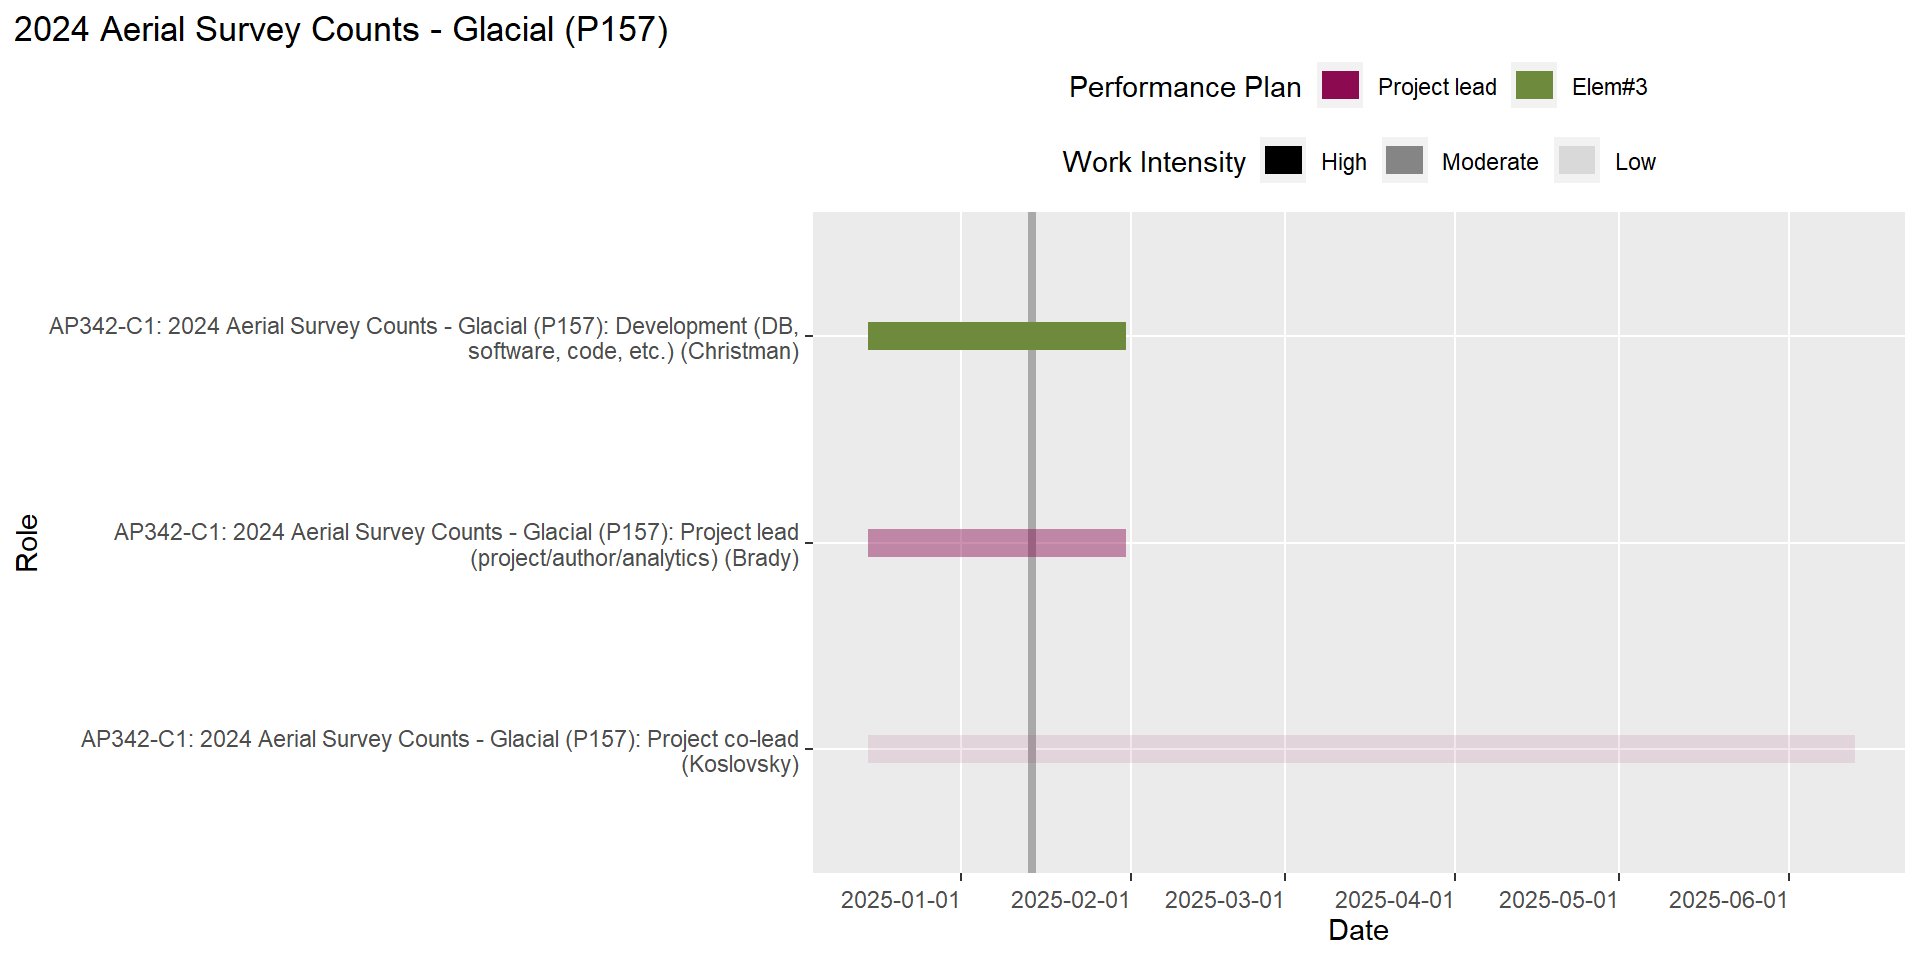 2024 Aerial Survey Counts - Glacial (P157)
Performance Plan Project lead Elem#3
Work Intensity High Moderate Low
AP342-C1: 2024 Aerial Survey Counts - Glacial (P157): Development (DB,
software, code, etc.) (Christman)
AP342-C1: 2024 Aerial Survey Counts - Glacial (P157): Project lead
(project/author/analytics) (Brady)
AP342-C1: 2024 Aerial Survey Counts - Glacial (P157): Project co-lead
(Koslovsky)
Role
2025-01-01 2025-02-01 2025-03-01 2025-04-01 2025-05-01 2025-06-01
Date